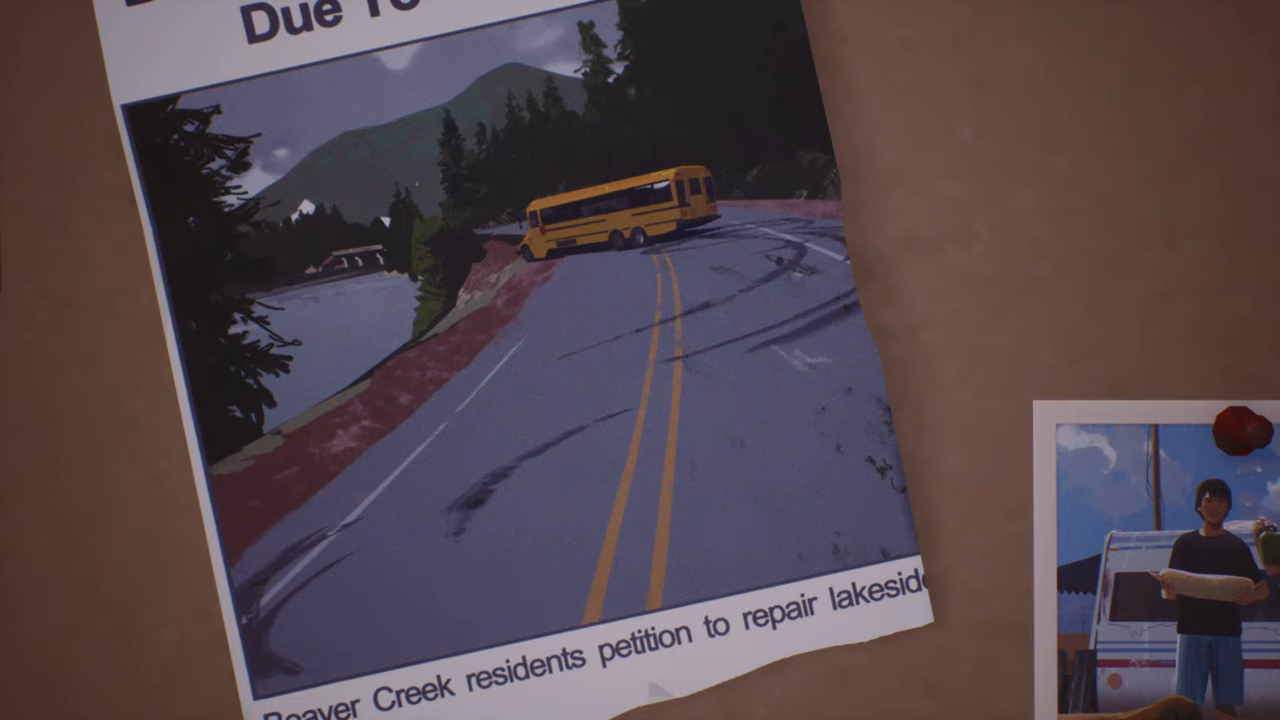 Due To
Beaver Creek residents petition to repair lakeside